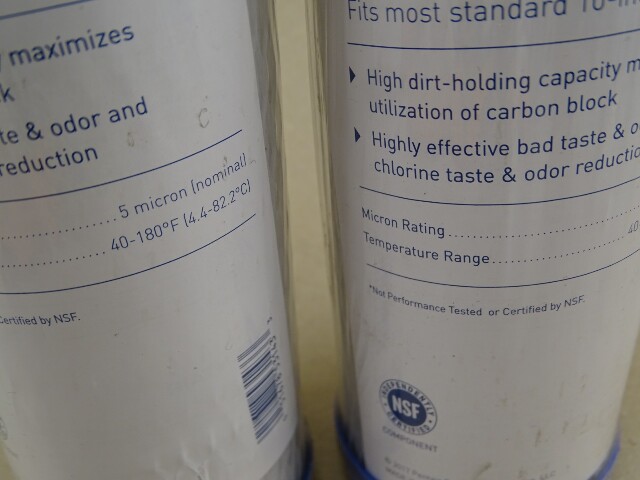 maximizes
k
te & odor and
reduction
5 micron (nominal)
40-180°F (4.4-82.2°C)
Certified by NSF.
Fits most standard
High dirt-holding capacity
utilization of carbon block
Highly effective bad taste &
chlorine taste & odor reductio
Micron Rating
Temperature Range
40
*Not Performance Tested or Certified by NSF.
INDEPENDENTLY
NSF
CERTIFIED
COMPONENT